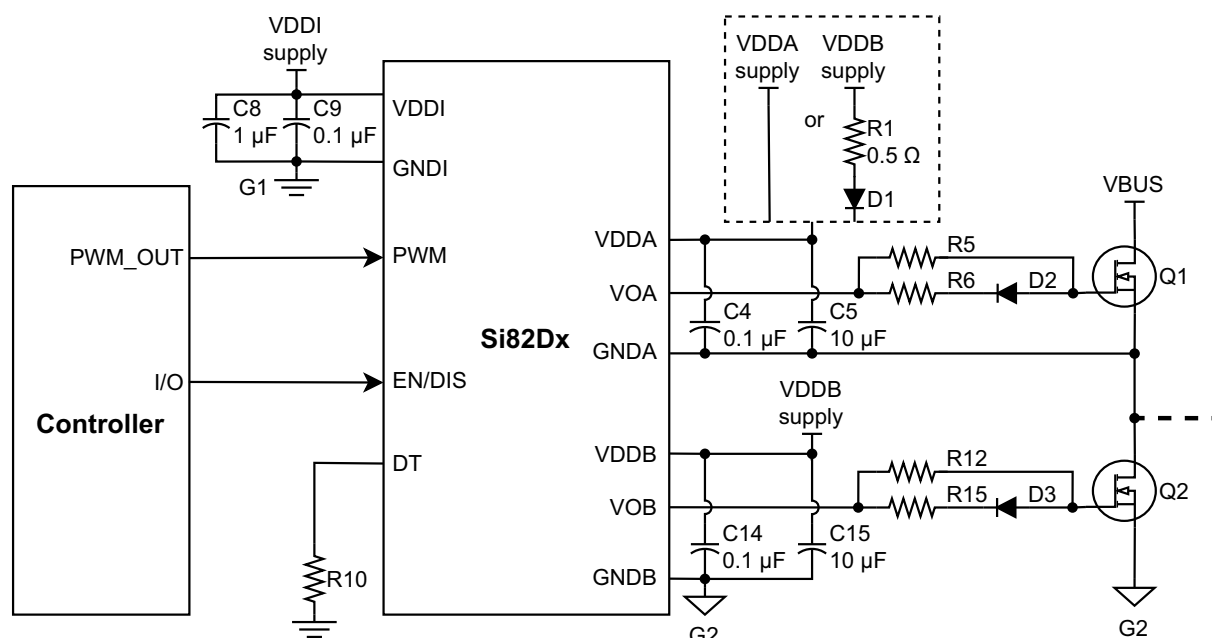 VDDI
supply
C8
1 µF
C9
0.1 µF
G1
VDDI
GNDI
VDDA
supply
or
VDDB
supply
R1
0.5 Ω
D1
Controller
PWM_OUT
I/O
PWM
EN/DIS
DT
R10
Si82Dx
VDDA
VOA
GNDA
C4
0.1 µF
C5
10 µF
R5
R6
D2
VBUS
Q1
VDDB
supply
VDDB
VOB
GNDB
C14
0.1 µF
C15
10 µF
R12
R15
D3
Q2
G2
G2